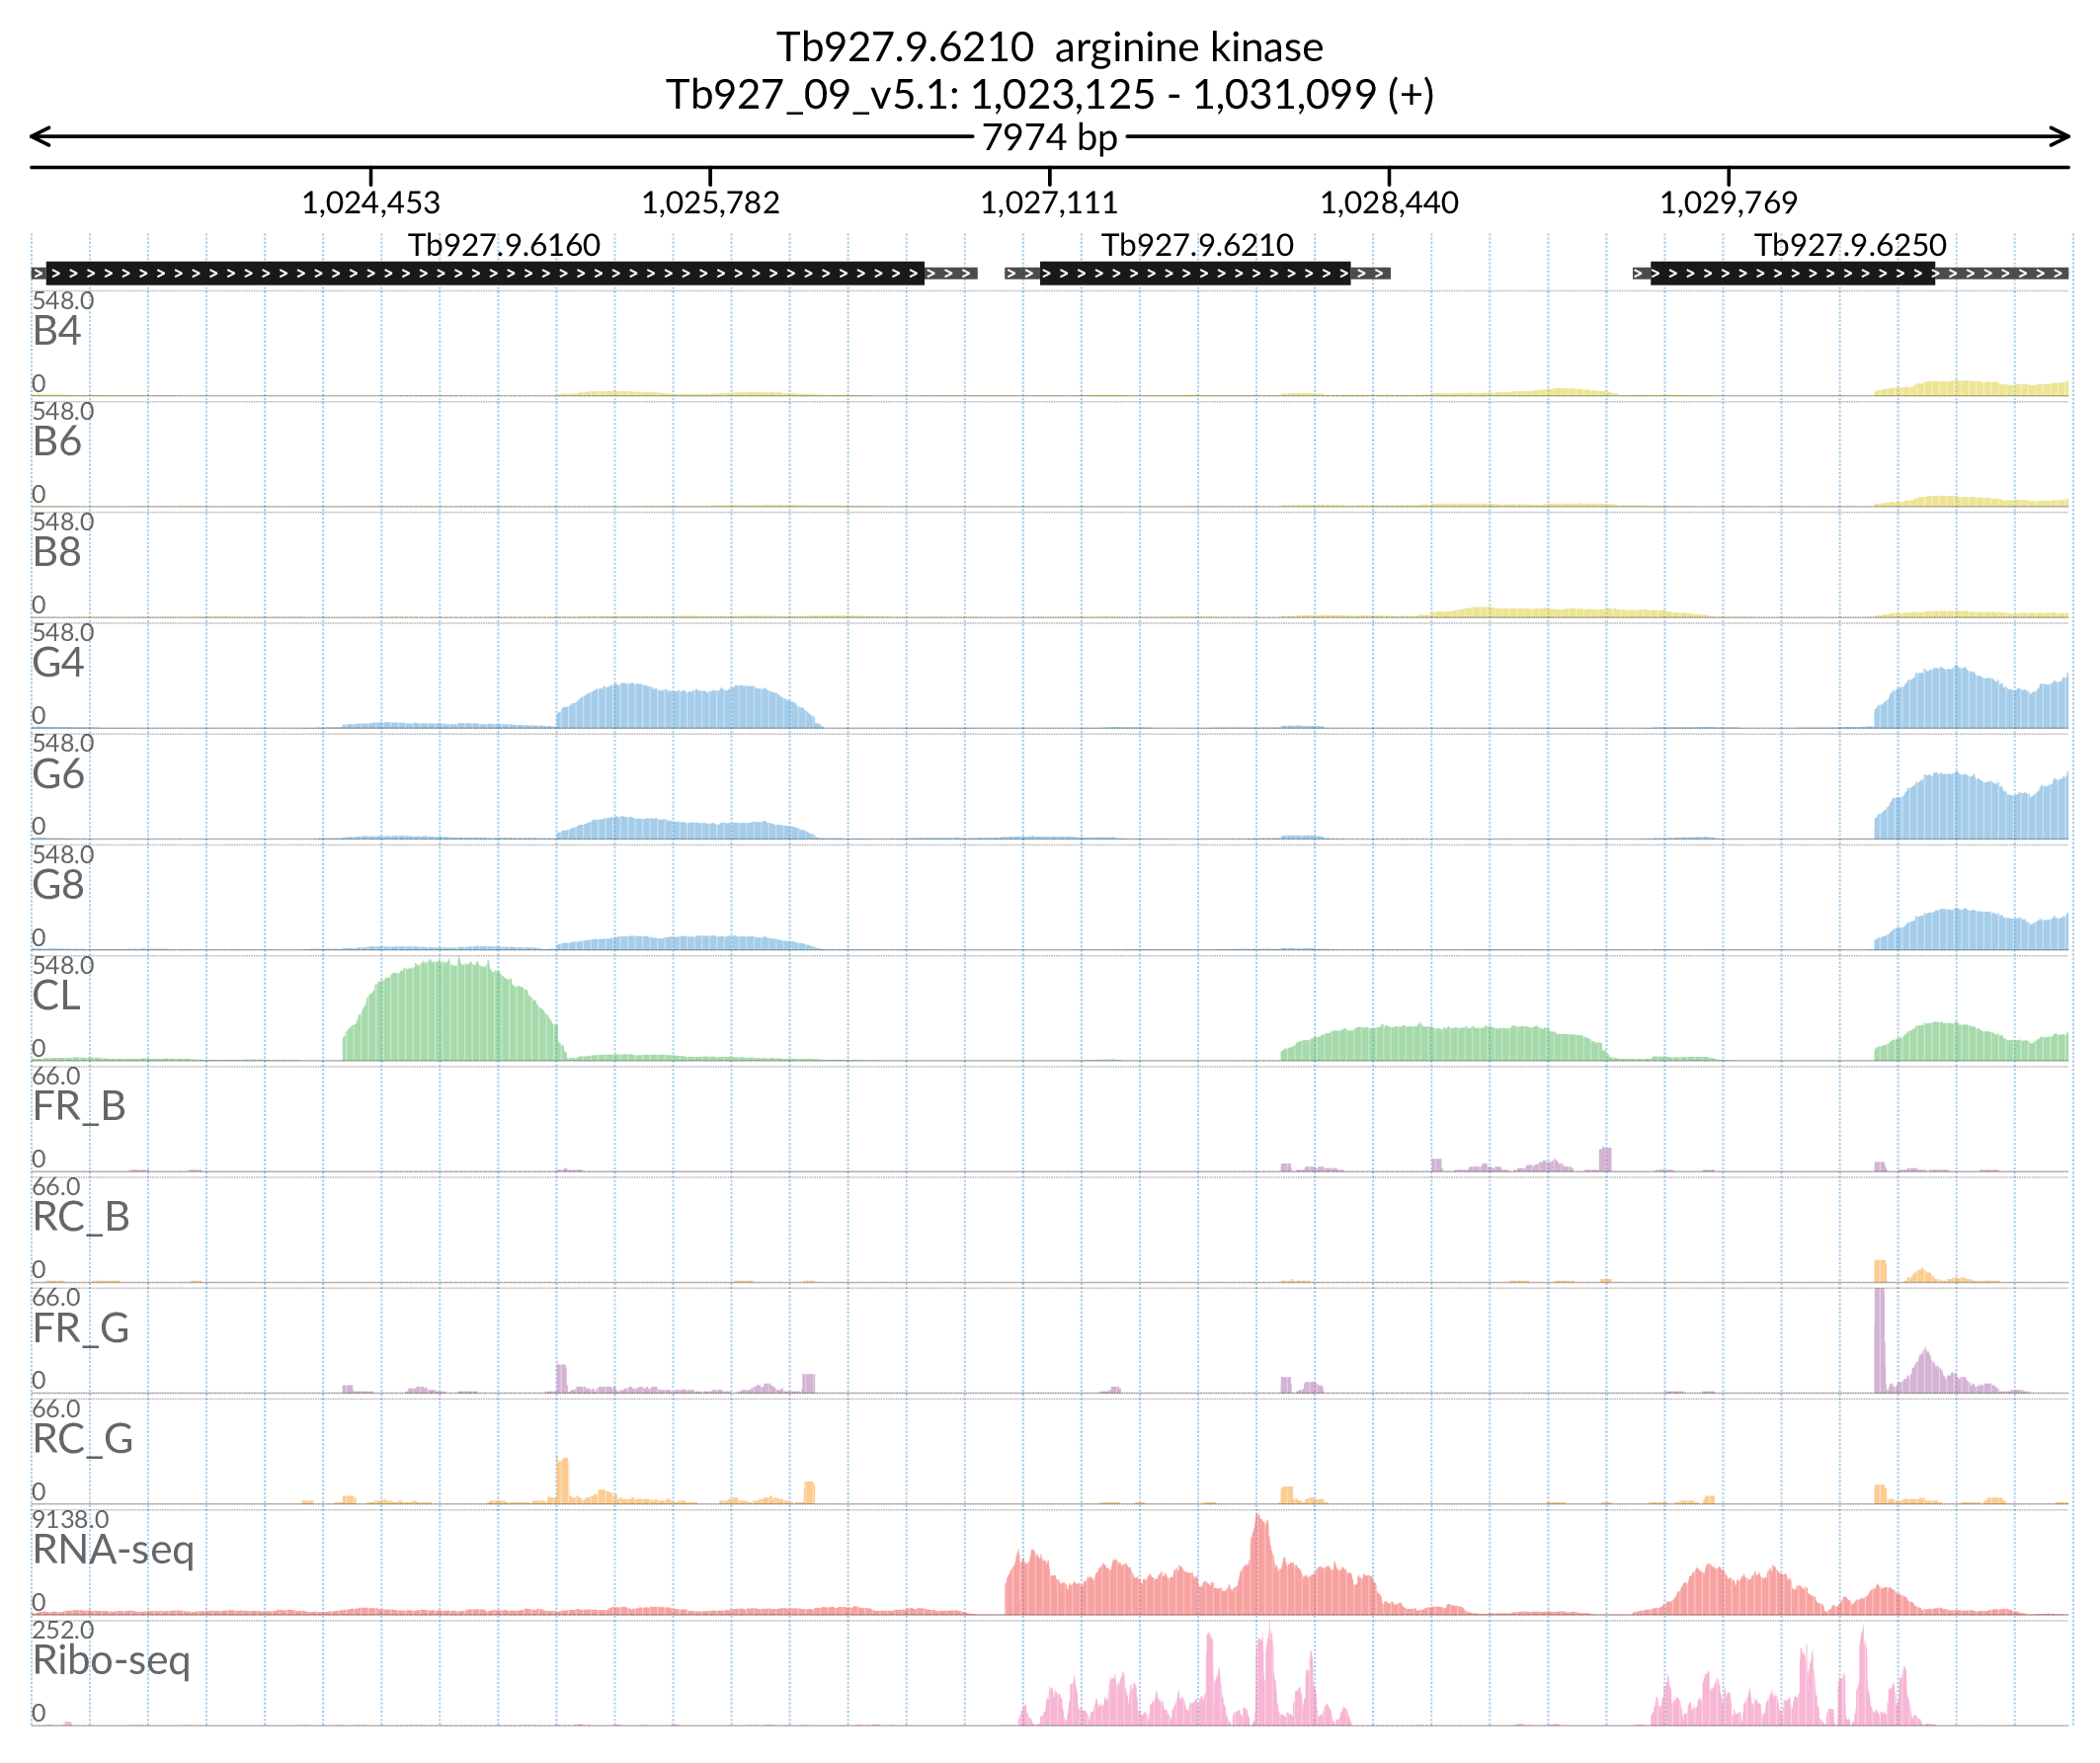 Tb927.9.6210 arginine kinase
Tb927_09_v5.1: 1,023,125 - 1,031,099 (+)
7974 bp
1,024,453 1,025,782 1,027,111 1,028,440 1,029,769
Tb927.9.6160 Tb927.9.6210 Tb927.9.6250
548.0
B4
0
548.0
B6
0
548.0
B8
0
548.0
G4
0
548.0
G6
0
548.0
G8
0
548.0
CL
0
66.0
FR_B
0
66.0
RC_B
0
66.0
FR_G
0
66.0
RC_G
0
9138.0
RNA-seq
0
252.0
Ribo-seq
0